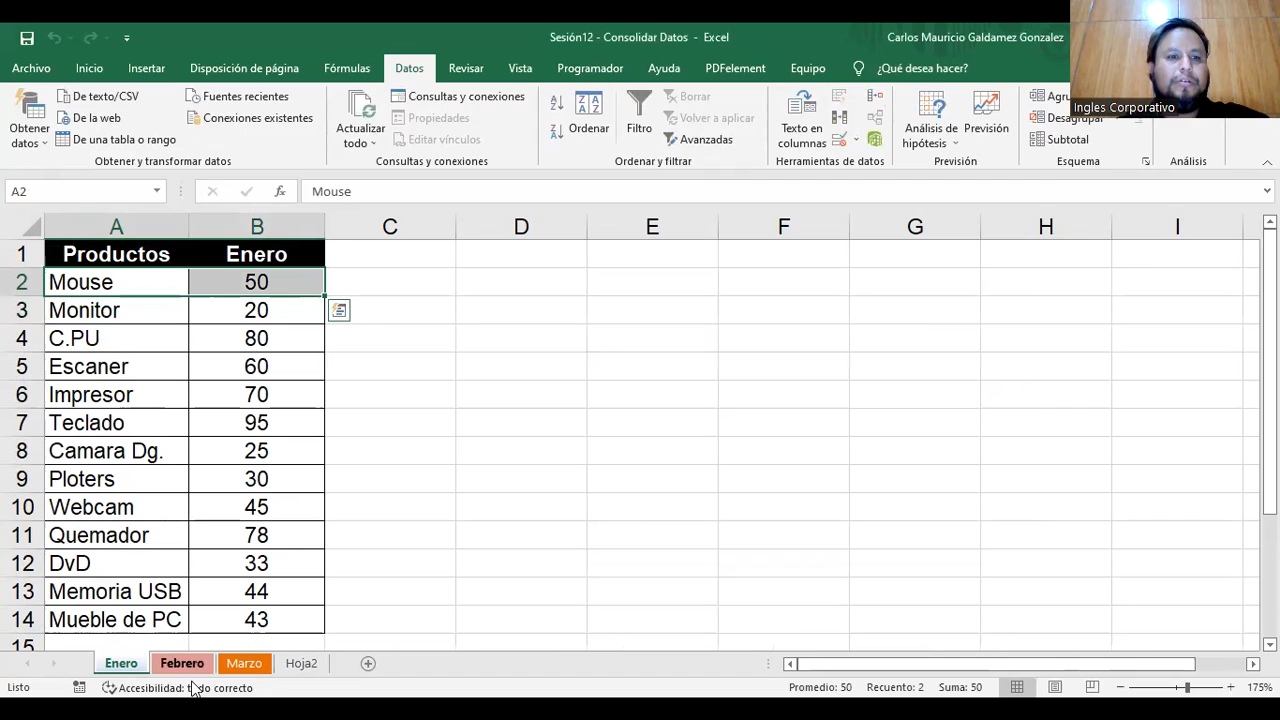 Sesión12 - Consolidar Datos - Excel
Carlos Mauricio Galdamez Gonzalez
Archivo Inicio Insertar Disposición de página Fórmulas Datos Revisar Vista Programador Ayuda PDFelement Equipo ¿Qué desea hacer?
Ingles Corporativo
Obtener datos
De texto/CSV
De la web
De una tabla o rango
Fuentes recientes
Conexiones existentes
Obtener y transformar datos
Actualizar todo
Consultas y conexiones
Propiedades
Editar vínculos
Consultas y conexiones
Ordenar
Filtro
Borrar
Volver a aplicar
Avanzadas
Ordenar y filtrar
Texto en columnas
Herramientas de datos
Análisis de hipótesis
Previsión
Previsión
Desagrupar
Subtotal
Esquema
Análisis
A2 fx Mouse
A B C D E F G H I
1 Productos Enero
2 Mouse 50
3 Monitor 20
4 C.PU 80
5 Escaner 60
6 Impresor 70
7 Teclado 95
8 Camara Dg. 25
9 Ploters 30
10 Webcam 45
11 Quemador 78
12 DvD 33
13 Memoria USB 44
14 Mueble de PC 43
15
Enero Febrero Marzo Hoja2
Listo Accesibilidad: todo correcto Promedio: 50 Recuento: 2 Suma: 50 175%